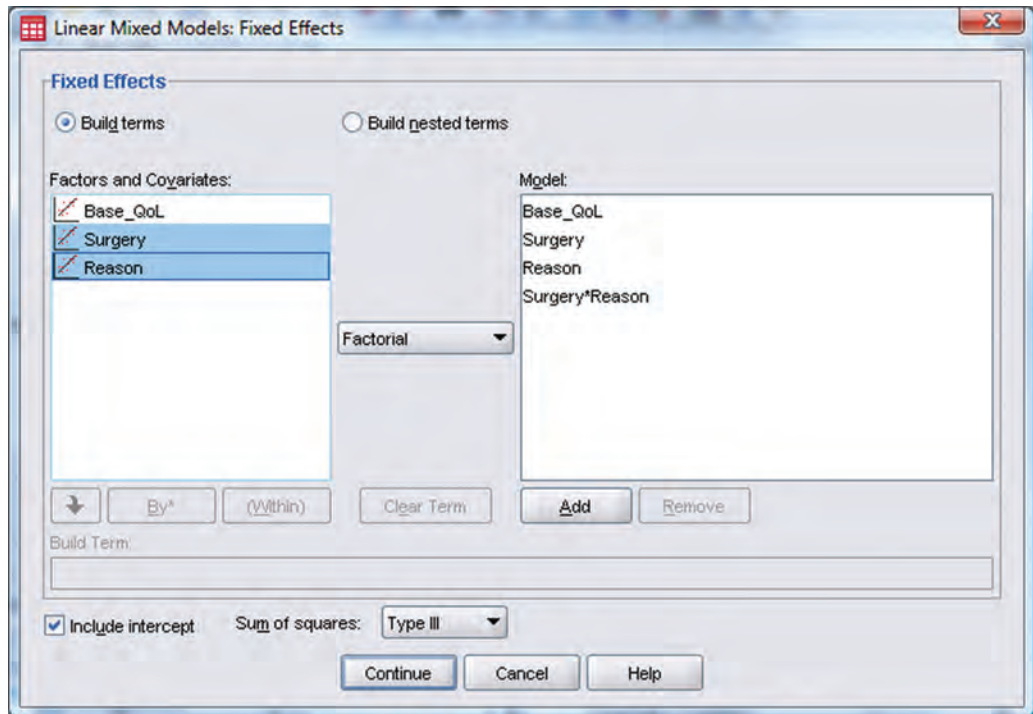 Linear Mixed Models: Fixed Effects
Fixed Effects
Build terms
Build nested terms
Factors and Covariates:
Base_QoL
Surgery
Reason
Factorial
Model:
Base_QoL
Surgery
Reason
Surgery*Reason
By*
(Within)
Clear Term
Add
Remove
Build Term:
Include intercept
Sum of squares:
Type III
Continue
Cancel
Help